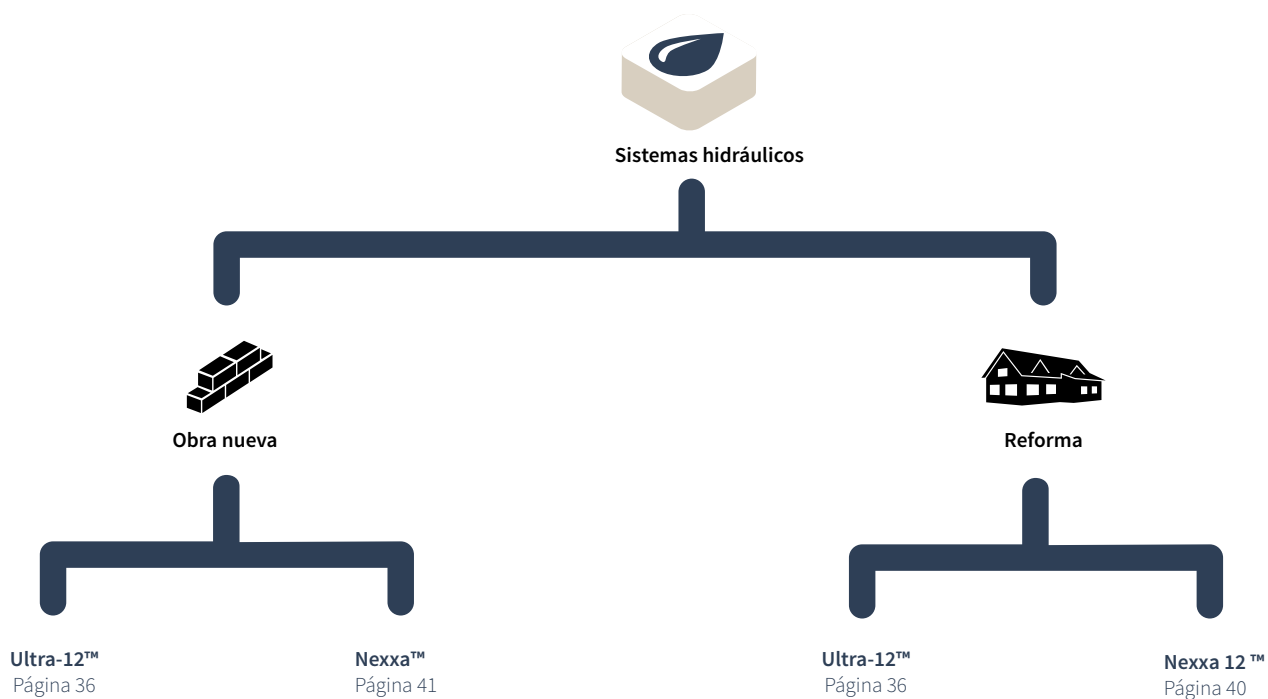 Sistemas hidráulicos
Obra nueva
Reforma
Ultra-12™
Página 36
Nexxa™
Página 41
Ultra-12™
Página 36
Nexxa 12 ™
Página 40